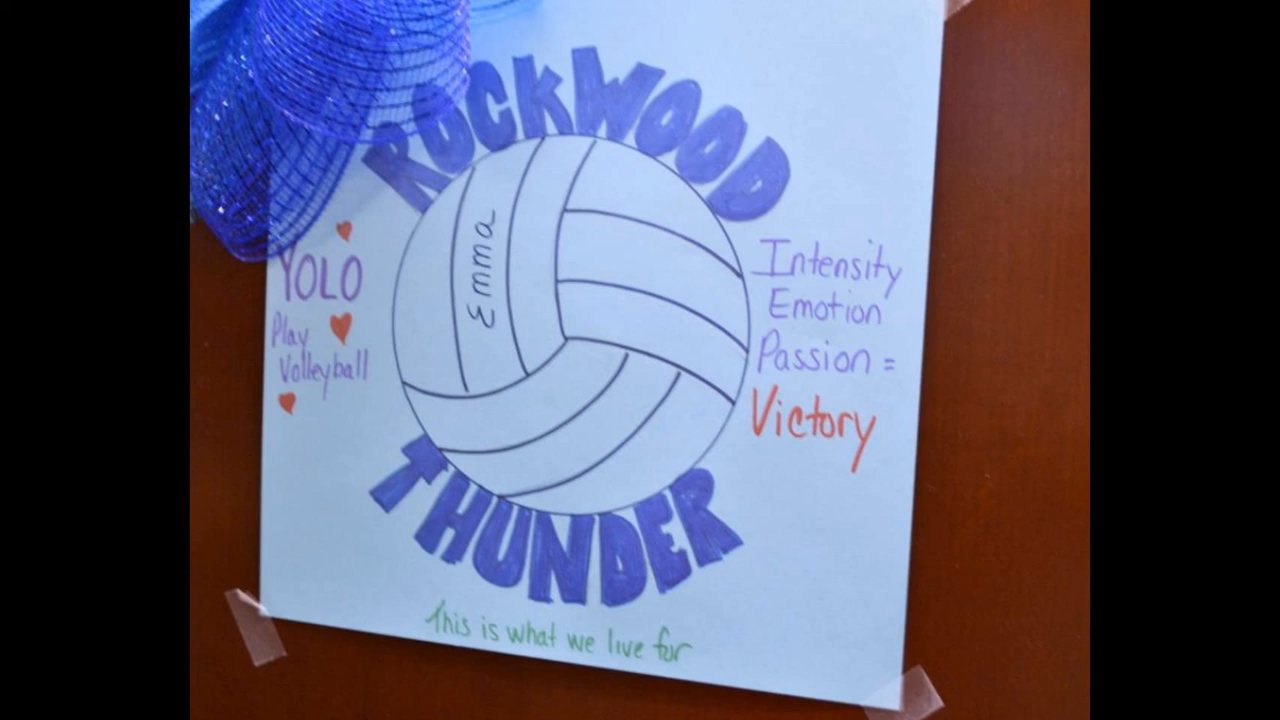 ROCKWOOD
Emma
YOLO
Play
Volleyball
Intensity
Emotion
Passion =
Victory
THUNDER
This is what we live for